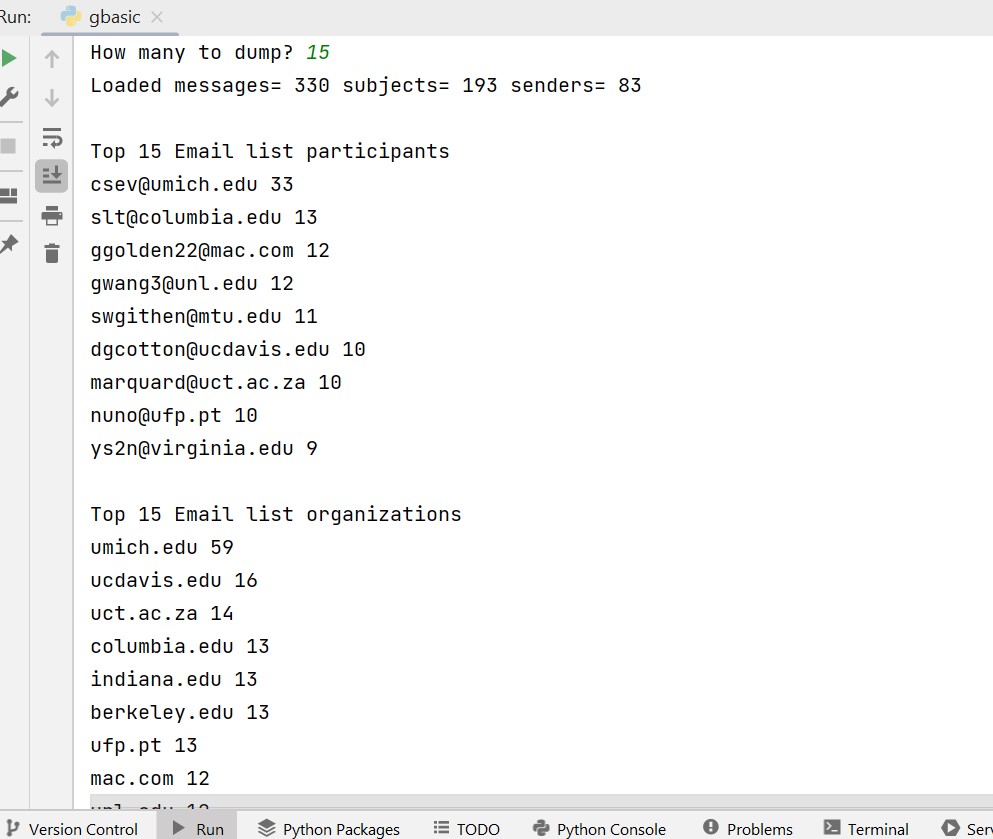 Run: gbasic
How many to dump? 15
Loaded messages= 330 subjects= 193 senders= 83
Top 15 Email list participants
csev@umich.edu 33
slt@columbia.edu 13
ggolden22@mac.com 12
gwang3@unl.edu 12
swgithen@mtu.edu 11
dgcotton@ucdavis.edu 10
marquard@uct.ac.za 10
nuno@ufp.pt 10
ys2n@virginia.edu 9
Top 15 Email list organizations
umich.edu 59
ucdavis.edu 16
uct.ac.za 14
columbia.edu 13
indiana.edu 13
berkeley.edu 13
ufp.pt 13
mac.com 12
Version Control Run Python Packages TODO Python Console Problems Terminal